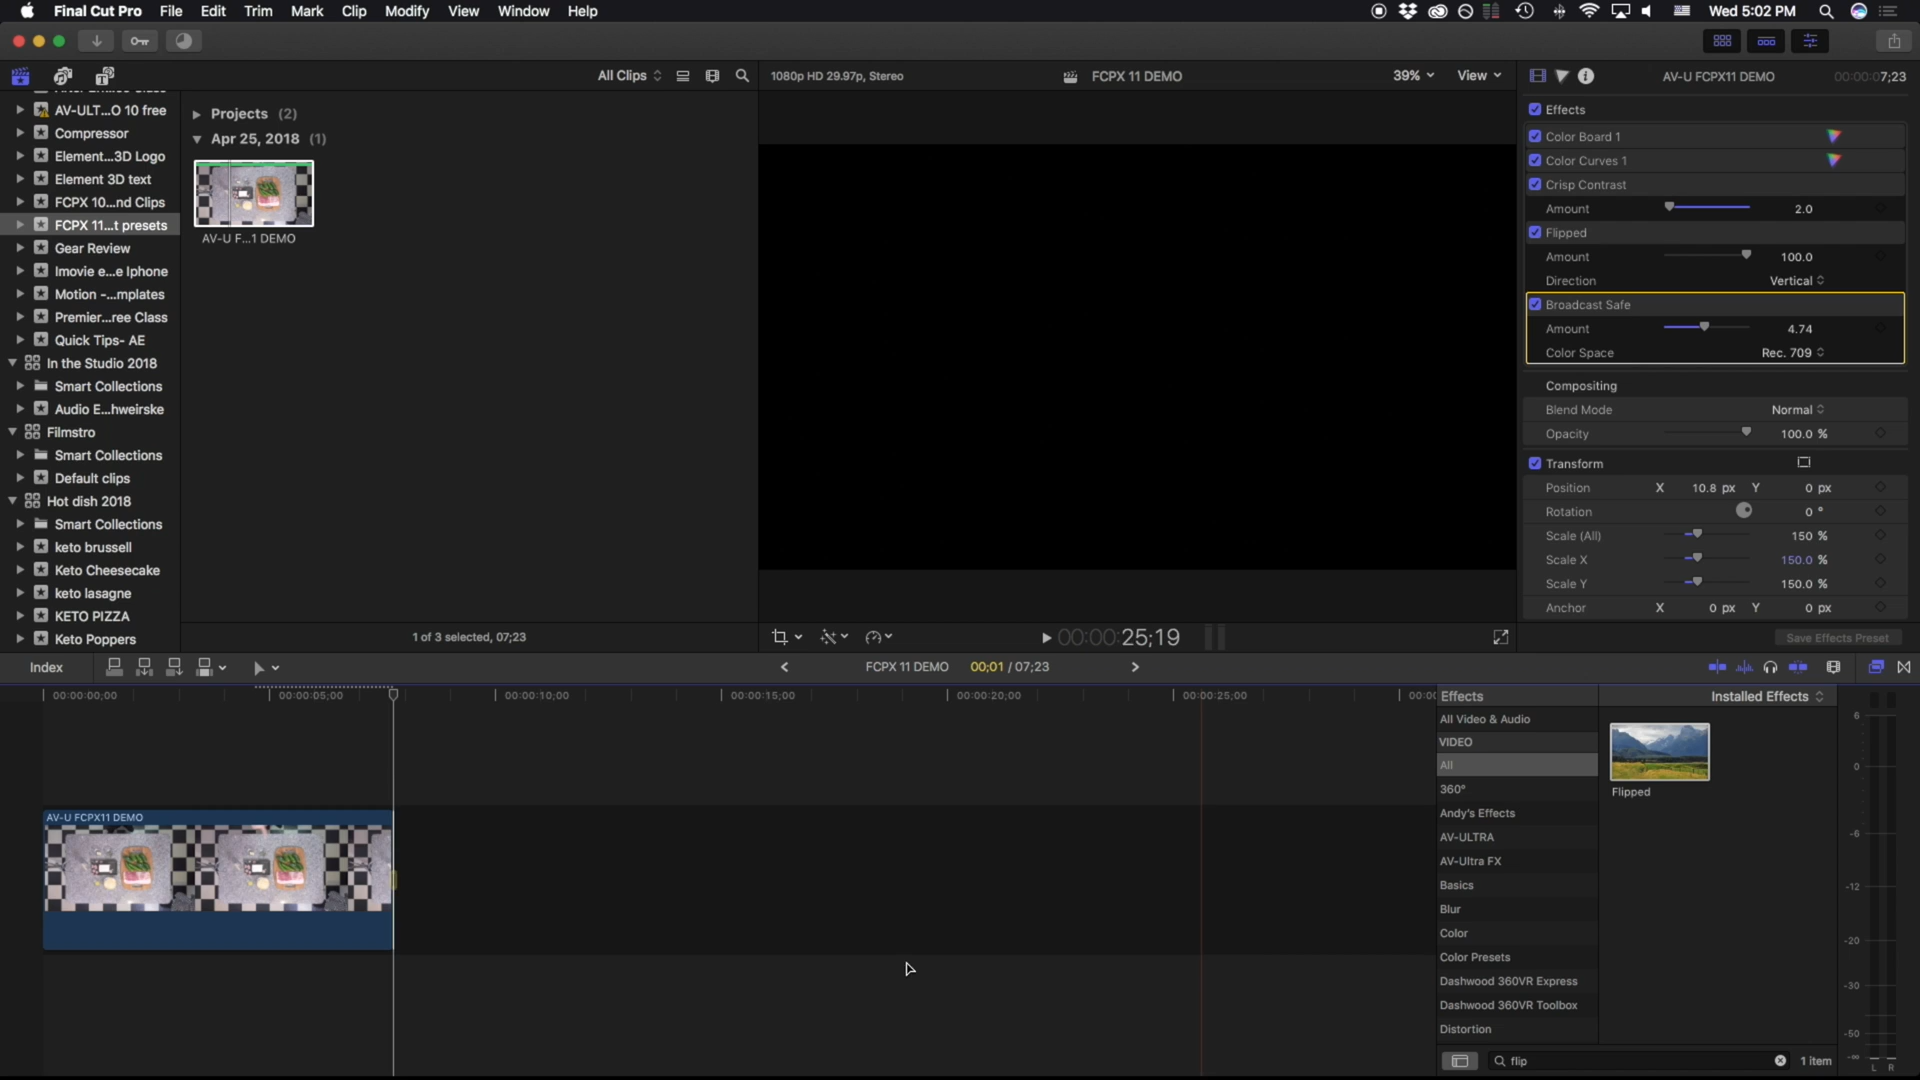 Final Cut Pro File Edit Trim Mark Clip Modify View Window Help
Wed 5:02 PM
All Clips
1080p HD 29.97p, Stereo
FCPX 11 DEMO
39%
View
AV-U FCPX11 DEMO
00:00:07;23
AV-ULT...O 10 free
Compressor
Element...3D Logo
Element 3D text
FCPX 10...nd Clips
FCPX 11...t presets
Gear Review
Imovie e...e Iphone
Motion -...mplates
Premier...ree Class
Quick Tips- AE
In the Studio 2018
Smart Collections
Audio E...hweirske
Filmstro
Smart Collections
Default clips
Hot dish 2018
Smart Collections
keto brussell
Keto Cheesecake
keto lasagne
KETO PIZZA
Keto Poppers
Projects (2)
Apr 25, 2018 (1)
AV-U F...1 DEMO
1 of 3 selected, 07;23
00:00:25;19
Effects
Color Board 1
Color Curves 1
Crisp Contrast
Amount 2.0
Flipped
Amount 100.0
Direction Vertical
Broadcast Safe
Amount 4.74
Color Space Rec. 709
Compositing
Blend Mode Normal
Opacity 100.0 %
Transform
Position X 10.8 px Y 0 px
Rotation 0 °
Scale (All) 150 %
Scale X 150.0 %
Scale Y 150.0 %
Anchor X 0 px Y 0 px
Save Effects Preset
Index
FCPX 11 DEMO
00;01 / 07;23
00:00:00;00
00:00:05;00
00:00:10;00
00:00:15;00
00:00:20;00
00:00:25;00
AV-U FCPX11 DEMO
Effects
Installed Effects
All Video & Audio
VIDEO
All
360°
Andy's Effects
AV-ULTRA
AV-Ultra FX
Basics
Blur
Color
Color Presets
Dashwood 360VR Express
Dashwood 360VR Toolbox
Distortion
Flipped
flip
1 item
6
0
-6
-12
-20
-30
-50
-∞
L R